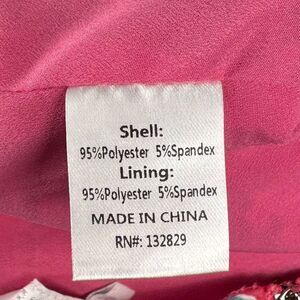 Shell:
95%Polyester 5%Spandex
Lining:
95%Polyester 5%Spandex
MADE IN CHINA
RN#: 132829